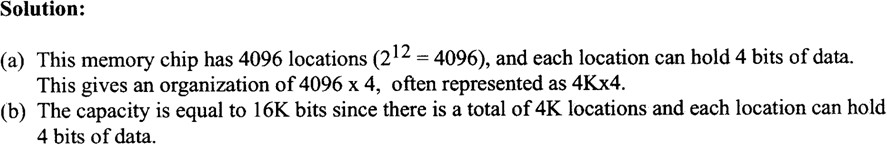 Solution:
(a) This memory chip has 4096 locations (2^12 = 4096), and each location can hold 4 bits of data.
This gives an organization of 4096 x 4, often represented as 4Kx4.
(b) The capacity is equal to 16K bits since there is a total of 4K locations and each location can hold
4 bits of data.